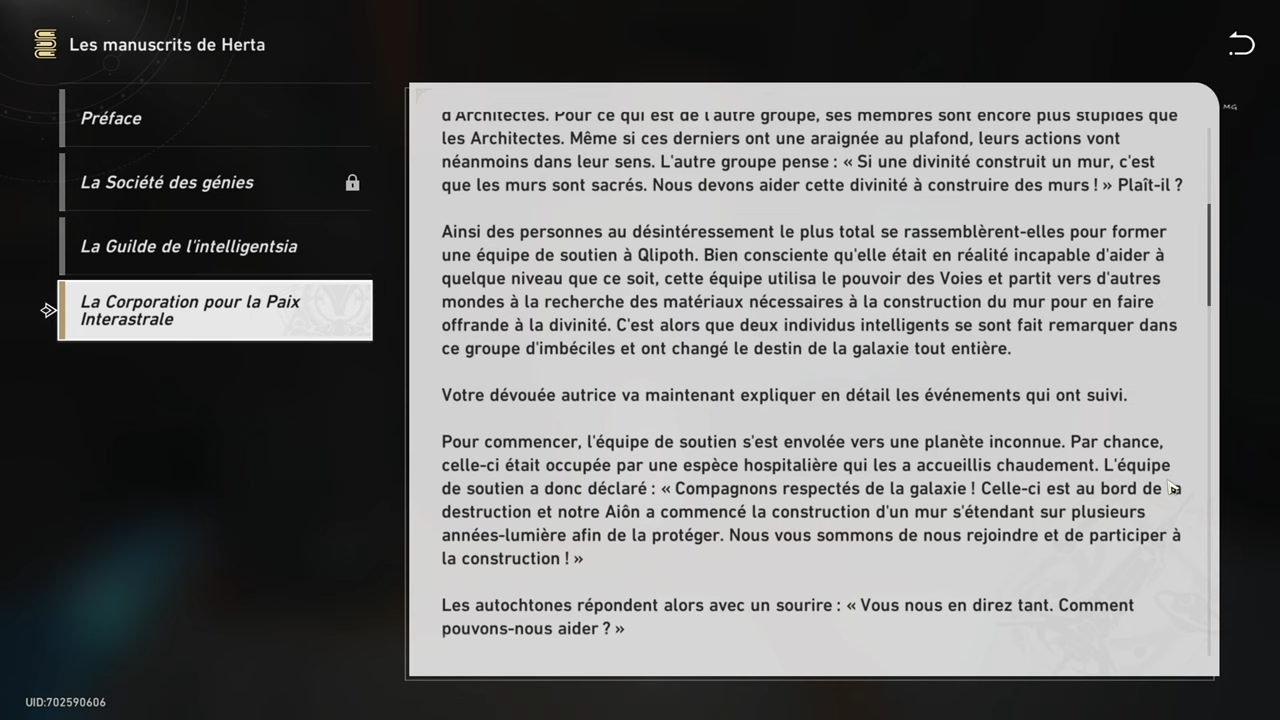 Les manuscrits de Herta
Préface
La Société des génies
La Guilde de l'intelligentsia
La Corporation pour la Paix
Interastrale
d'Architectes. Pour ce qui est de l'autre groupe, ses membres sont encore plus stupides que
les Architectes. Même si ces derniers ont une araignée au plafond, leurs actions vont
néanmoins dans leur sens. L'autre groupe pense : « Si une divinité construit un mur, c'est
que les murs sont sacrés. Nous devons aider cette divinité à construire des murs ! » Plaît-il ?
Ainsi des personnes au désintéressement le plus total se rassemblèrent-elles pour former
une équipe de soutien à Qlipoth. Bien consciente qu'elle était en réalité incapable d'aider à
quelque niveau que ce soit, cette équipe utilisa le pouvoir des Voies et partit vers d'autres
mondes à la recherche des matériaux nécessaires à la construction du mur pour en faire
offrande à la divinité. C'est alors que deux individus intelligents se sont fait remarquer dans
ce groupe d'imbéciles et ont changé le destin de la galaxie tout entière.
Votre dévouée autrice va maintenant expliquer en détail les événements qui ont suivi.
Pour commencer, l'équipe de soutien s'est envolée vers une planète inconnue. Par chance,
celle-ci était occupée par une espèce hospitalière qui les a accueillis chaudement. L'équipe
de soutien a donc déclaré : « Compagnons respectés de la galaxie ! Celle-ci est au bord de
destruction et notre Aiôn a commencé la construction d'un mur s'étendant sur plusieurs
années-lumière afin de la protéger. Nous vous sommons de nous rejoindre et de participer à
la construction ! »
Les autochtones répondent alors avec un sourire : « Vous nous en direz tant. Comment
pouvons-nous aider ? »
MG
UID:702590606